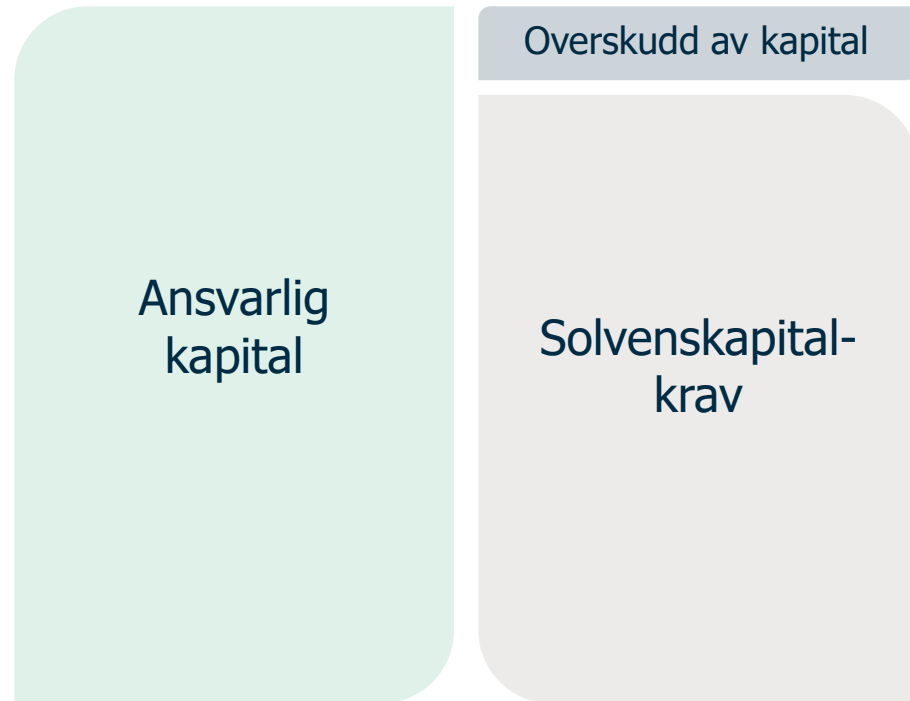 Overskudd av kapital
Ansvarlig
kapital
Solvenskapital-
krav